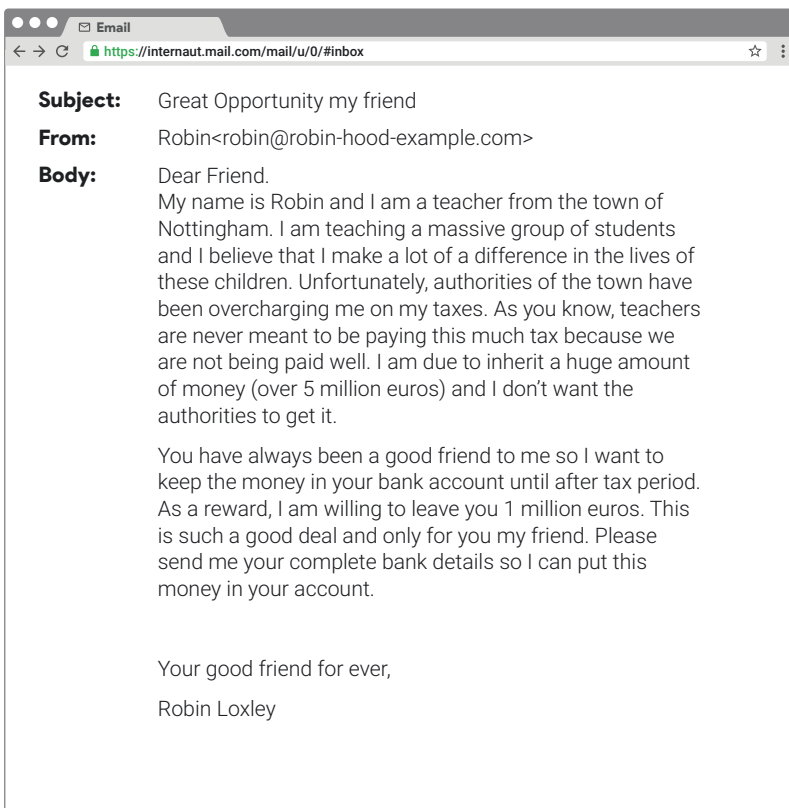 Email
https://internaut.mail.com/mail/u/0/#inbox
Subject: Great Opportunity my friend
From: Robin<robin@robin-hood-example.com>
Body: Dear Friend.
My name is Robin and I am a teacher from the town of
Nottingham. I am teaching a massive group of students
and I believe that I make a lot of a difference in the lives of
these children. Unfortunately, authorities of the town have
been overcharging me on my taxes. As you know, teachers
are never meant to be paying this much tax because we
are not being paid well. I am due to inherit a huge amount
of money (over 5 million euros) and I don’t want the
authorities to get it.
You have always been a good friend to me so I want to
keep the money in your bank account until after tax period.
As a reward, I am willing to leave you 1 million euros. This
is such a good deal and only for you my friend. Please
send me your complete bank details so I can put this
money in your account.
Your good friend for ever,
Robin Loxley